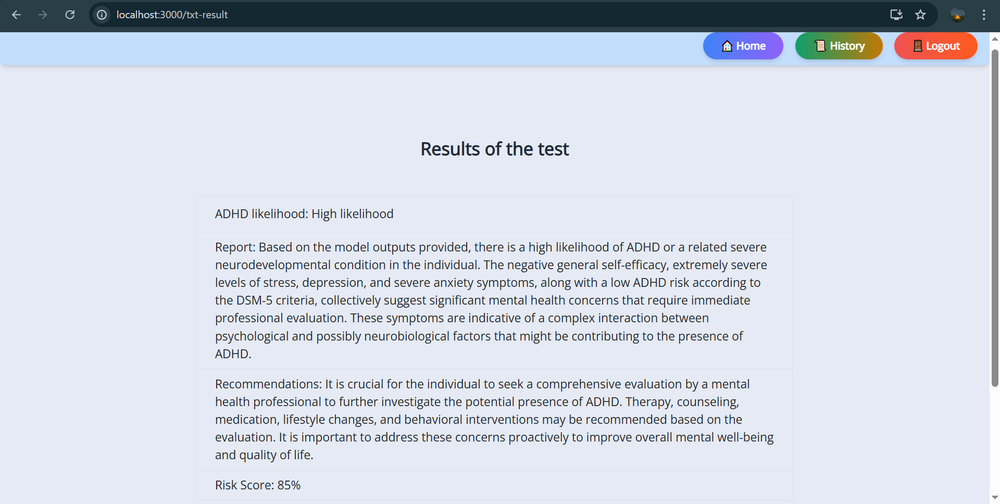 localhost:3000/txt-result
Home
History
Logout
Results of the test
ADHD likelihood: High likelihood
Report: Based on the model outputs provided, there is a high likelihood of ADHD or a related severe
neurodevelopmental condition in the individual. The negative general self-efficacy, extremely severe
levels of stress, depression, and severe anxiety symptoms, along with a low ADHD risk according to
the DSM-5 criteria, collectively suggest significant mental health concerns that require immediate
professional evaluation. These symptoms are indicative of a complex interaction between
psychological and possibly neurobiological factors that might be contributing to the presence of
ADHD.
Recommendations: It is crucial for the individual to seek a comprehensive evaluation by a mental
health professional to further investigate the potential presence of ADHD. Therapy, counseling,
medication, lifestyle changes, and behavioral interventions may be recommended based on the
evaluation. It is important to address these concerns proactively to improve overall mental well-being
and quality of life.
Risk Score: 85%